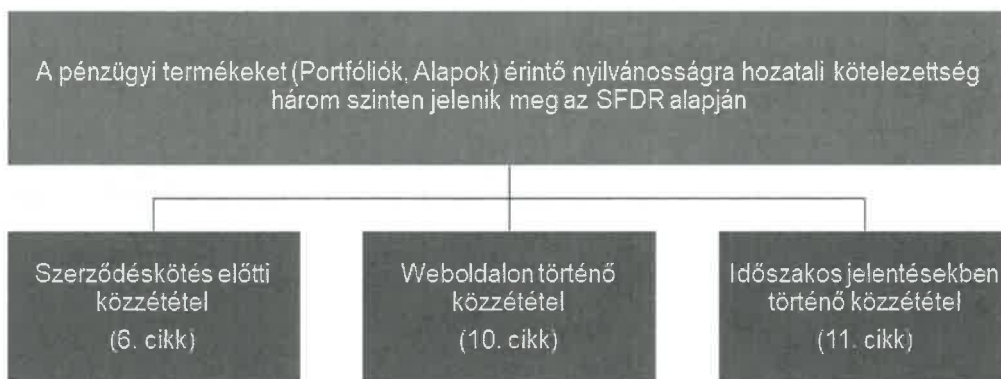 A pénzügyi termékeket (Portfóliók, Alapok) érintő nyilvánosságra hozatali kötelezettség
három szinten jelenik meg az SFDR alapján
Szerződéskötés előtti
közzététel
(6. cikk)
Weboldalon történő
közzététel
(10. cikk)
Időszakos jelentésekben
történő közzététel
(11. cikk)